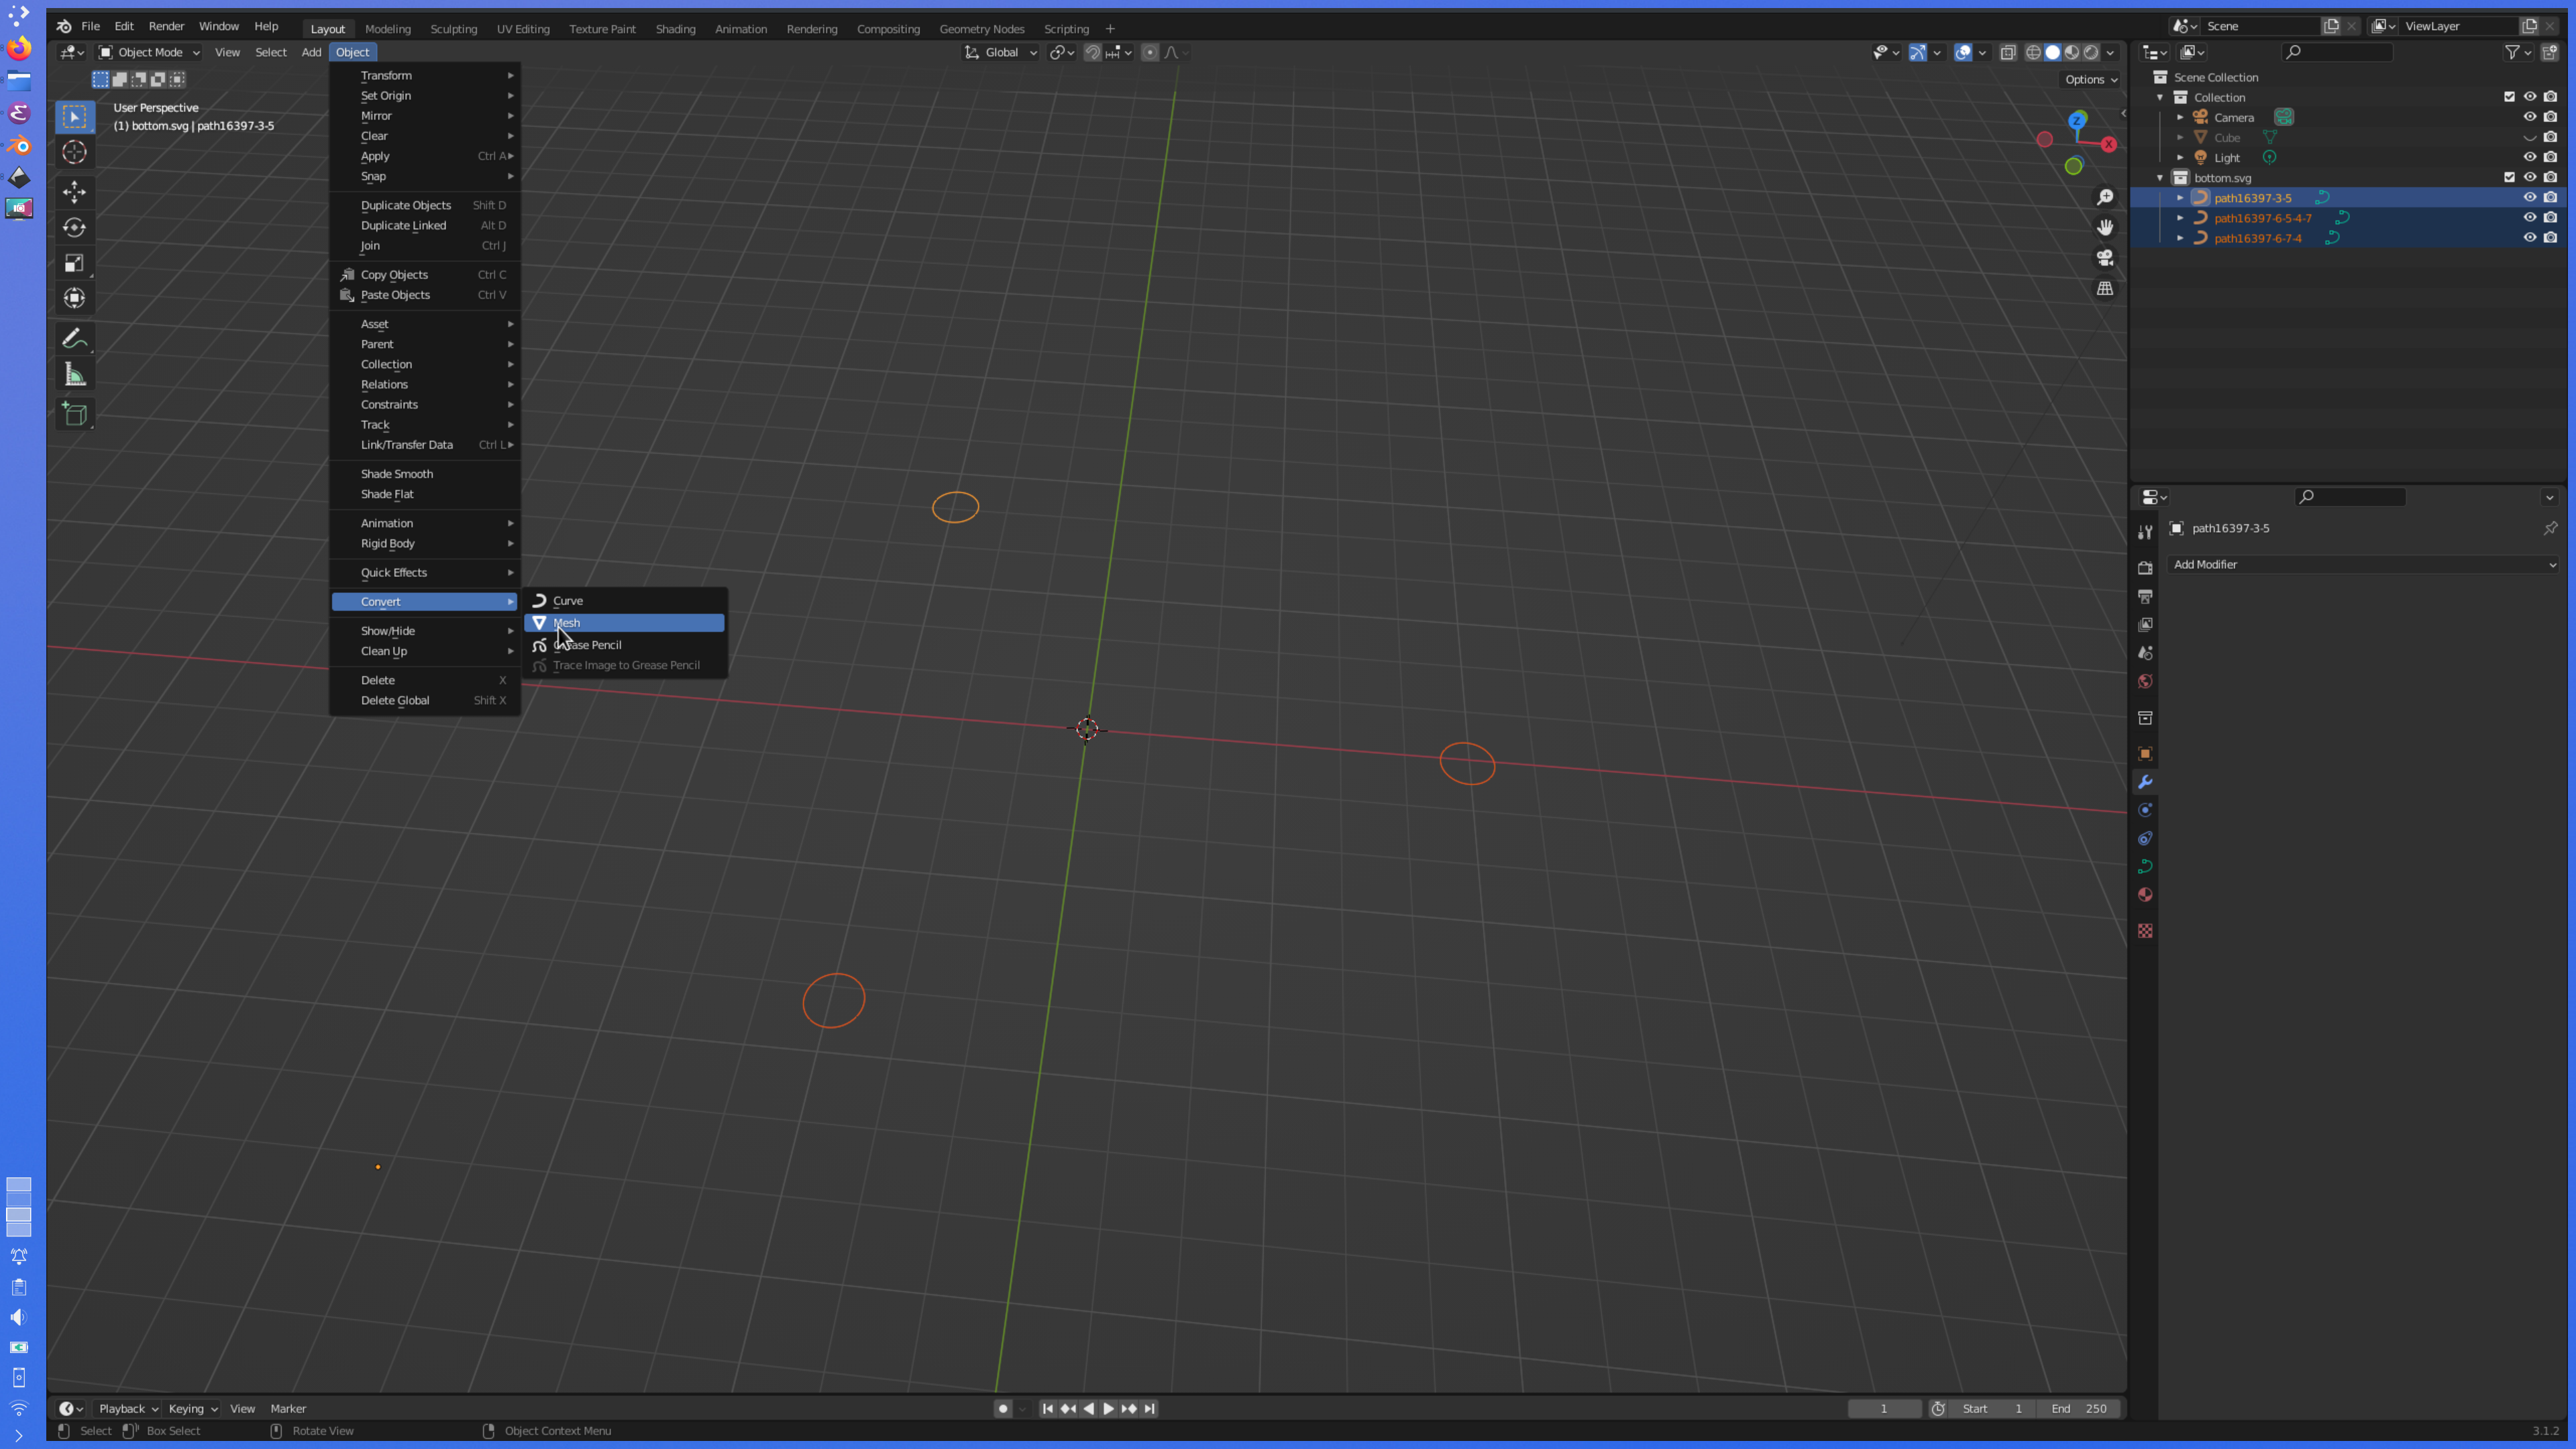 File Edit Render Window Help Layout Modeling Sculpting UV Editing Texture Paint Shading Animation Rendering Compositing Geometry Nodes Scripting + Scene ViewLayer
Object Mode View Select Add Object Global
Options
User Perspective
(1) bottom.svg | path16397-3-5
Transform
Set Origin
Mirror
Clear
Apply Ctrl A
Snap
Duplicate Objects Shift D
Duplicate Linked Alt D
Join Ctrl J
Copy Objects Ctrl C
Paste Objects Ctrl V
Asset
Parent
Collection
Relations
Constraints
Track
Link/Transfer Data Ctrl L
Shade Smooth
Shade Flat
Animation
Rigid Body
Quick Effects
Convert
Show/Hide
Clean Up
Delete X
Delete Global Shift X
Curve
Mesh
Pencil
Trace Image to Grease Pencil
Z
X
Scene Collection
Collection
Camera
Cube
Light
bottom.svg
path16397-3-5
path16397-6-5-4-7
path16397-6-7-4
path16397-3-5
Add Modifier
Playback Keying View Marker 1 Start 1 End 250
Select Box Select Rotate View Object Context Menu 3.1.2